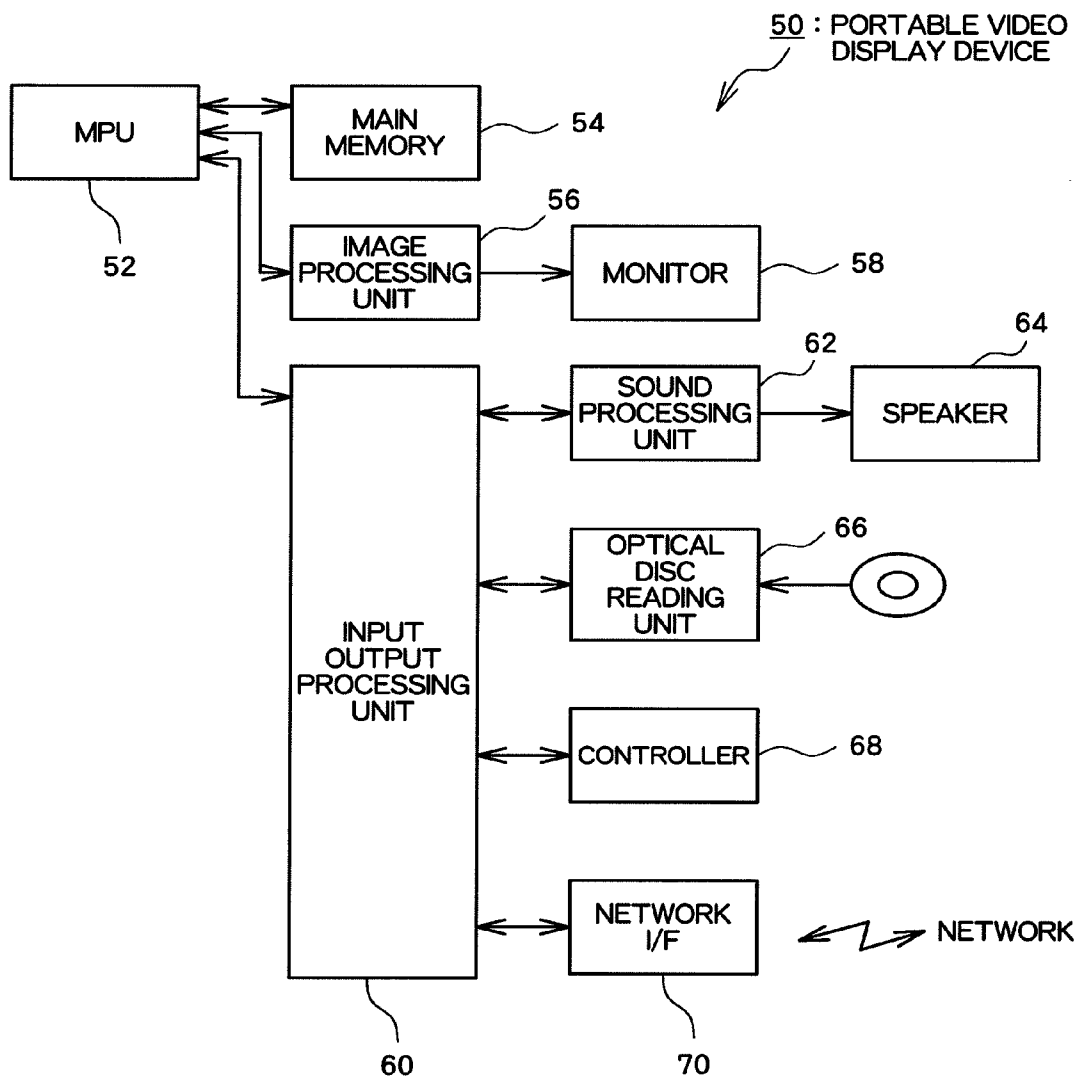 50 : PORTABLE VIDEO
DISPLAY DEVICE
MPU
MAIN
MEMORY
54
52
56
IMAGE
PROCESSING
UNIT
MONITOR
58
62
64
SOUND
PROCESSING
UNIT
SPEAKER
66
OPTICAL
DISC
READING
UNIT
INPUT
OUTPUT
PROCESSING
UNIT
CONTROLLER
68
NETWORK
I/F
NETWORK
60
70